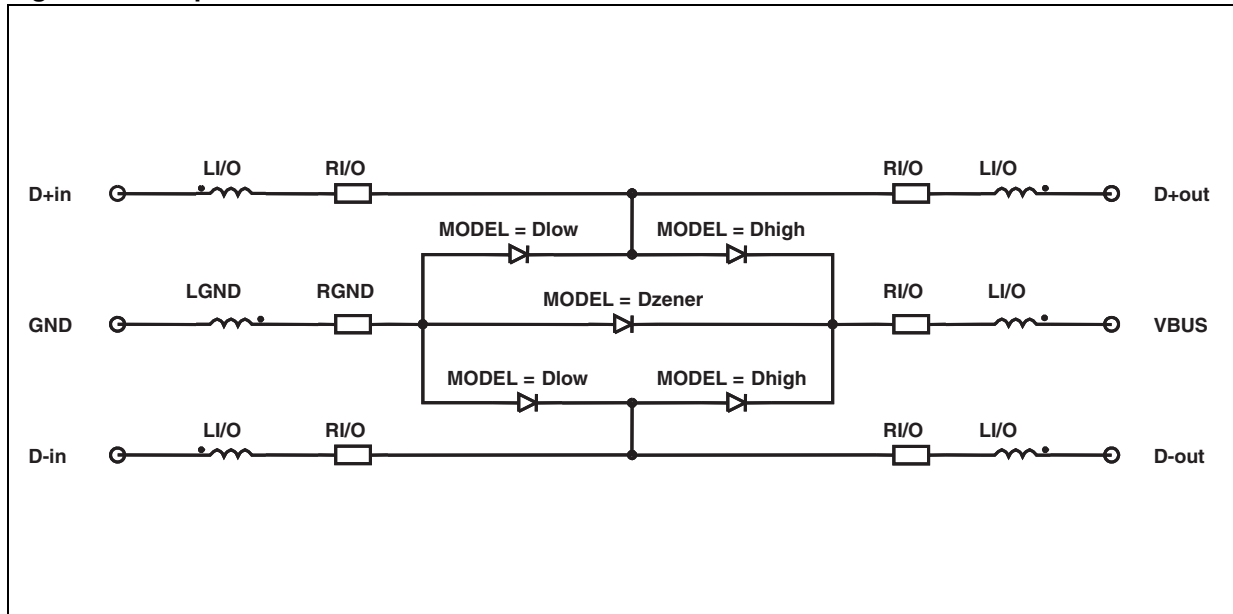 LI/O RI/O RI/O LI/O
D+in D+out
MODEL = Dlow MODEL = Dhigh
LGND RGND MODEL = Dzener RI/O LI/O
GND VBUS
MODEL = Dlow MODEL = Dhigh
LI/O RI/O RI/O LI/O
D-in D-out